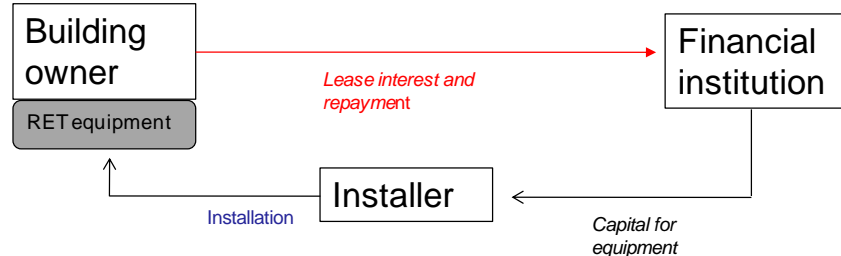 Building
owner
Financial
institution
Lease interest and
repayment
RET equipment
Installer
Installation
Capital for
equipment